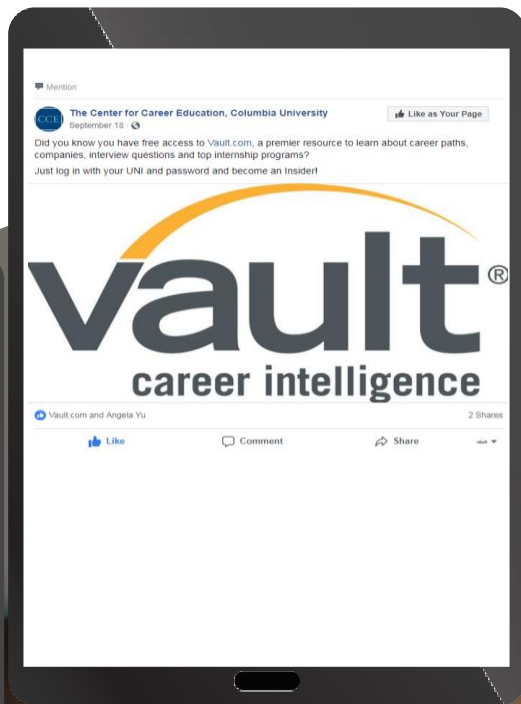 Mention
CCE
The Center for Career Education, Columbia University
Like as Your Page
September 18 ·
Did you know you have free access to Vault.com, a premier resource to learn about career paths,
companies, interview questions and top internship programs?
Just log in with your UNI and password and become an Insider!
vault®
career intelligence
Vault.com and Angela Yu
2 Shares
Like
Comment
Share